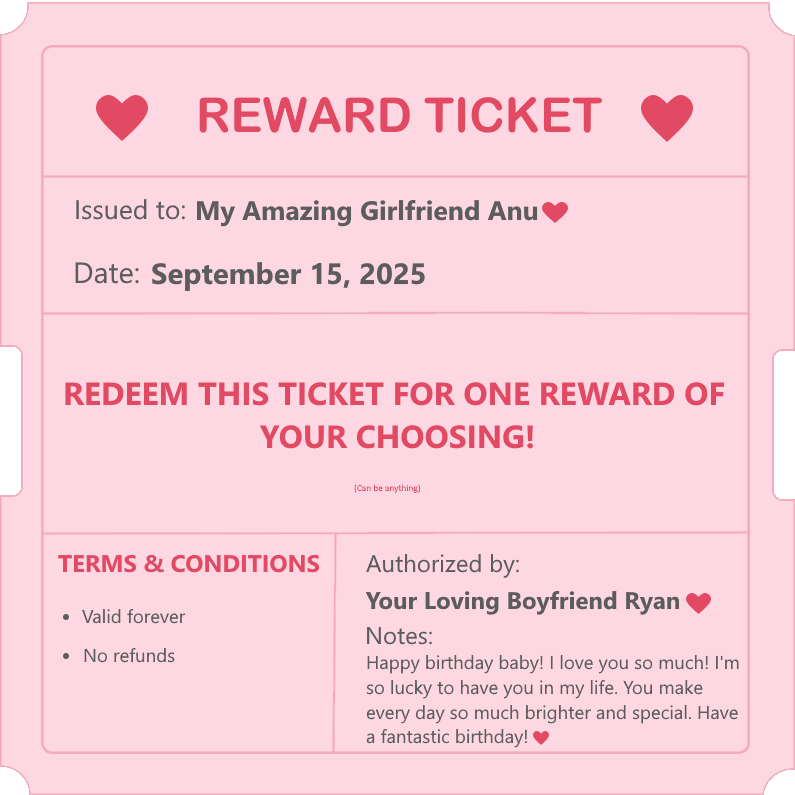 REWARD TICKET
Issued to: My Amazing Girlfriend Anu
Date: September 15, 2025
REDEEM THIS TICKET FOR ONE REWARD OF
YOUR CHOOSING!
(Can be anything)
TERMS & CONDITIONS
• Valid forever
• No refunds
Authorized by:
Your Loving Boyfriend Ryan
Notes:
Happy birthday baby! I love you so much! I'm
so lucky to have you in my life. You make
every day so much brighter and special. Have
a fantastic birthday!